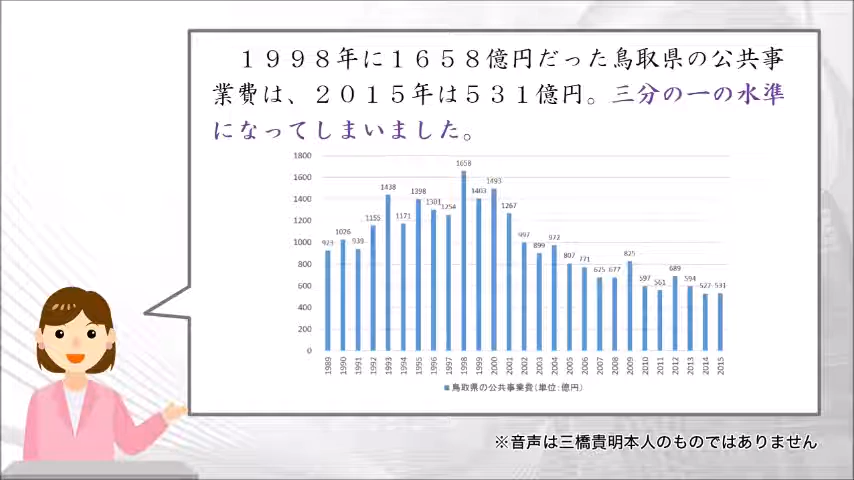 １９９８年に１６５８億円だった鳥取県の公共事
業費は、２０１５年は５３１億円。三分の一の水準
になってしまいました。
1800
1600
1400
1200
1000
800
600
400
200
0
923 1026 939 1155 1438 1171 1398 1301 1254 1658 1403 1493 1267 997 899 972 807 771 675 677 825 597 561 689 594 527 531
1989 1990 1991 1992 1993 1994 1995 1996 1997 1998 1999 2000 2001 2002 2003 2004 2005 2006 2007 2008 2009 2010 2011 2012 2013 2014 2015
■鳥取県の公共事業費（単位：億円）
※音声は三橋貴明本人のものではありません